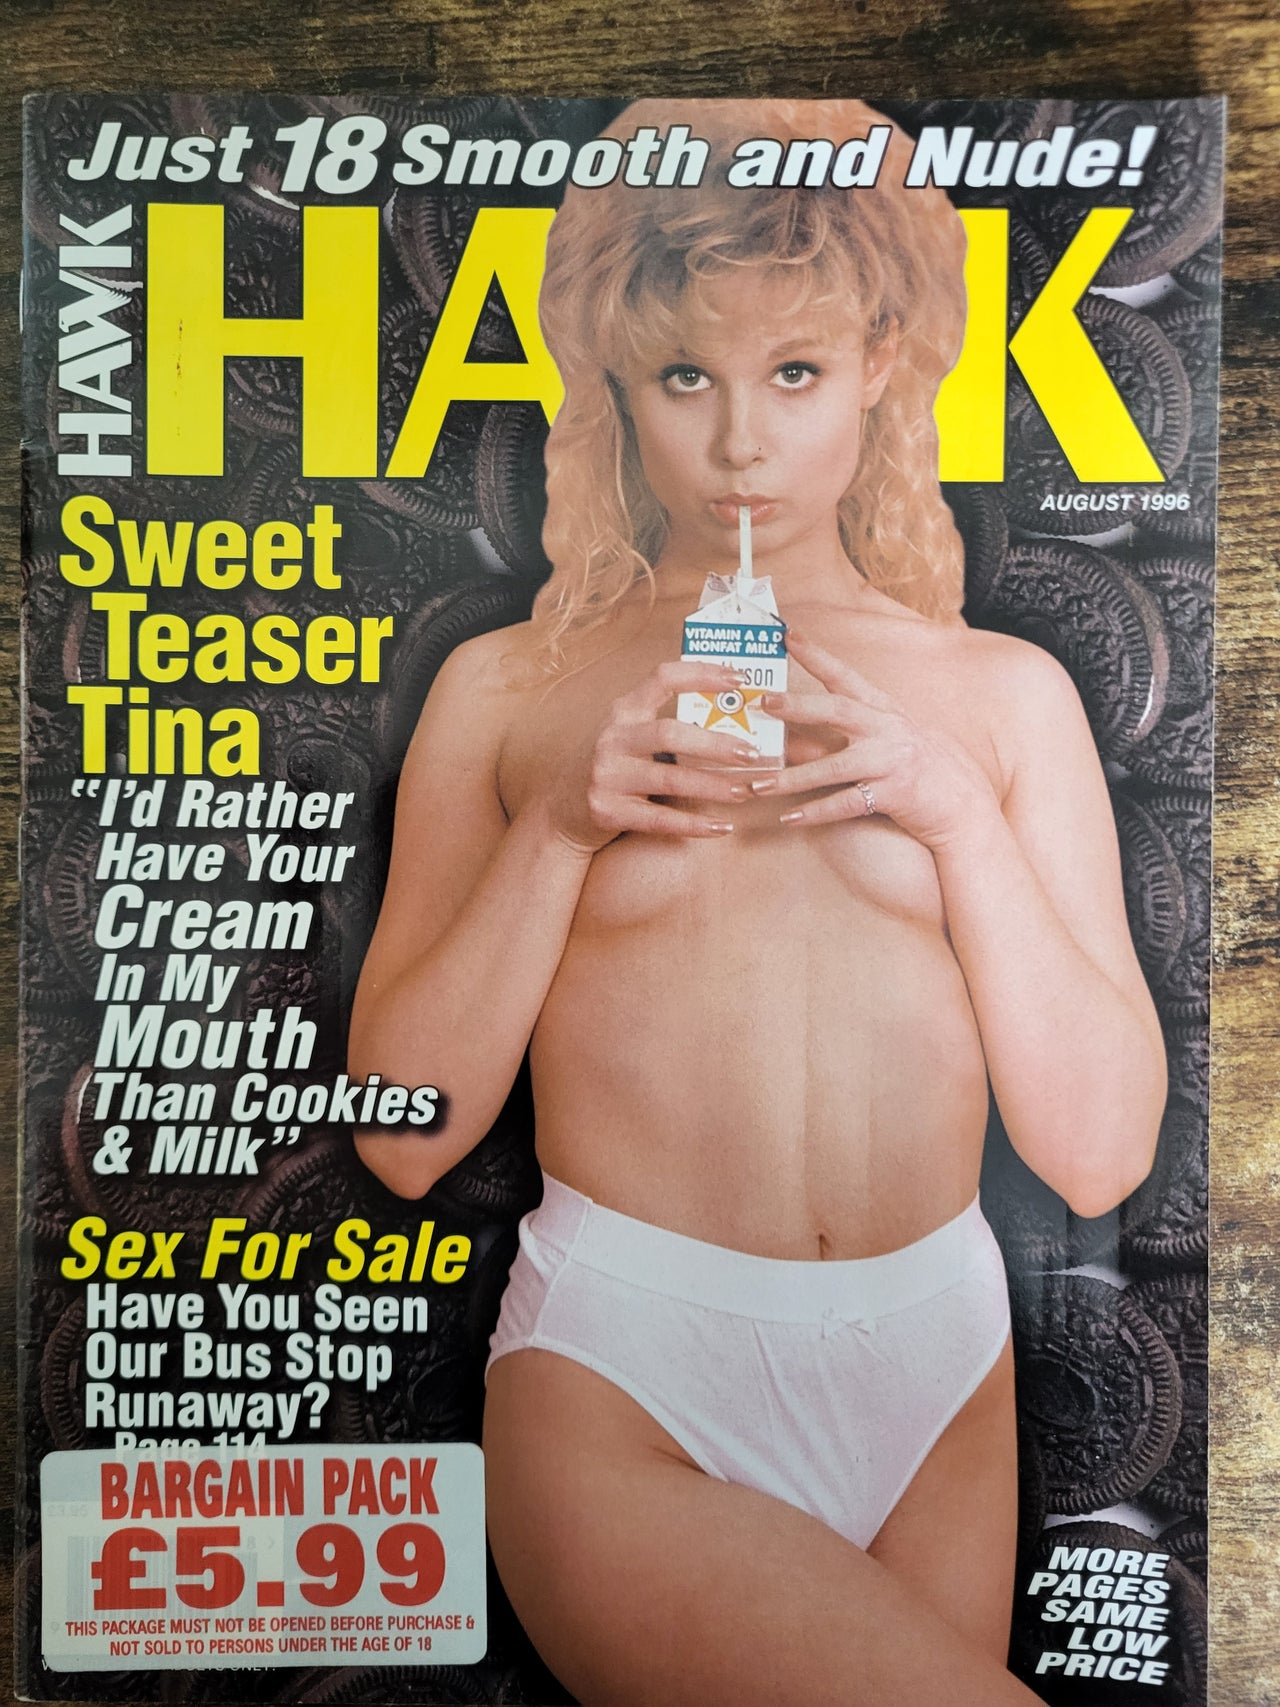 Just 18 Smooth and Nude!
HAWK
HAWK
AUGUST 1996
Sweet
Teaser
Tina
"I'd Rather
Have Your
Cream
In My
Mouth
Than Cookies
& Milk"
VITAMIN A & D
NONFAT MILK
Sex For Sale
Have You Seen
Our Bus Stop
Runaway?
Page 114
BARGAIN PACK
£5.99
THIS PACKAGE MUST NOT BE OPENED BEFORE PURCHASE &
NOT SOLD TO PERSONS UNDER THE AGE OF 18
MORE
PAGES
SAME
LOW
PRICE